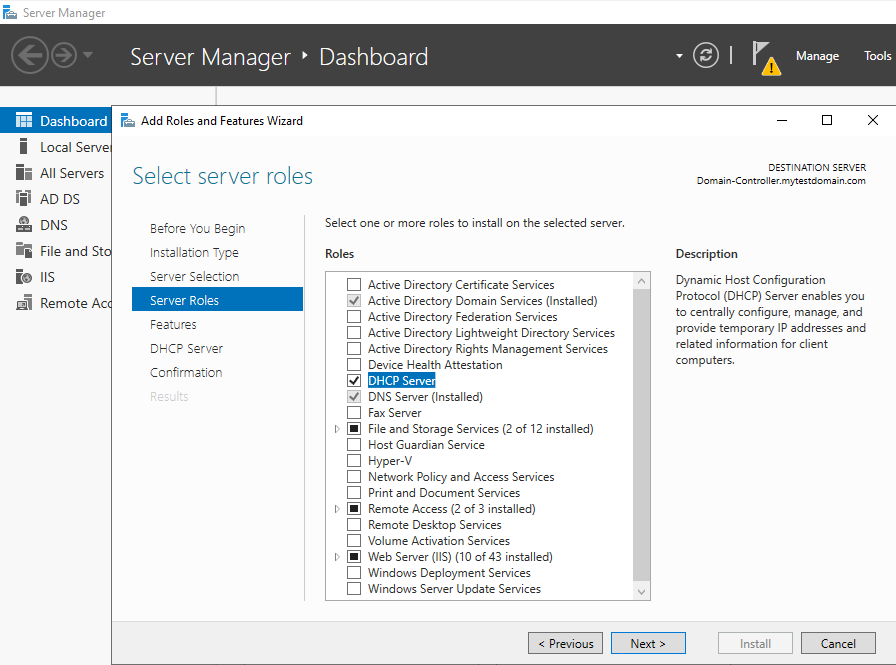 Server Manager
Server Manager ‣ Dashboard
Manage
Tools
Dashboard
Local Server
All Servers
AD DS
DNS
File and Sto
IIS
Remote Acc
Add Roles and Features Wizard
Select server roles
DESTINATION SERVER
Domain-Controller.mytestdomain.com
Before You Begin
Installation Type
Server Selection
Server Roles
Features
DHCP Server
Confirmation
Results
Select one or more roles to install on the selected server.
Roles
Active Directory Certificate Services
Active Directory Domain Services (Installed)
Active Directory Federation Services
Active Directory Lightweight Directory Services
Active Directory Rights Management Services
Device Health Attestation
DHCP Server
DNS Server (Installed)
Fax Server
File and Storage Services (2 of 12 installed)
Host Guardian Service
Hyper-V
Network Policy and Access Services
Print and Document Services
Remote Access (2 of 3 installed)
Remote Desktop Services
Volume Activation Services
Web Server (IIS) (10 of 43 installed)
Windows Deployment Services
Windows Server Update Services
Description
Dynamic Host Configuration
Protocol (DHCP) Server enables you
to centrally configure, manage, and
provide temporary IP addresses and
related information for client
computers.
< Previous
Next >
Install
Cancel